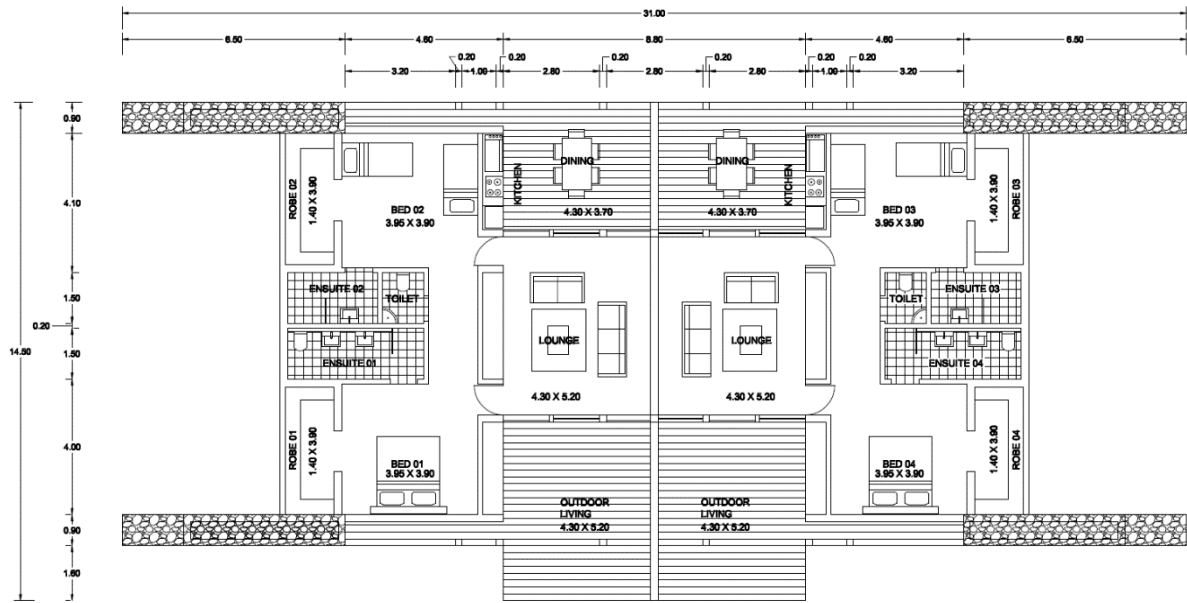 31.00
6.50
4.60
8.80
4.60
6.50
0.20
0.20
0.20
0.20
0.20
0.20
3.20
1.00
2.80
2.80
2.80
1.00
3.20
0.90
4.10
1.50
0.20
14.50
1.50
4.00
0.90
1.60
ROBE 02
1.40 X 3.90
BED 02
3.95 X 3.90
KITCHEN
DINING
4.30 X 3.70
DINING
4.30 X 3.70
KITCHEN
BED 03
3.95 X 3.90
1.40 X 3.90
ROBE 03
ENSUITE 02
TOILET
TOILET
ENSUITE 03
ENSUITE 01
LOUNGE
4.30 X 5.20
LOUNGE
4.30 X 5.20
ENSUITE 04
ROBE 01
1.40 X 3.90
BED 01
3.95 X 3.90
OUTDOOR
LIVING
4.30 X 5.20
OUTDOOR
LIVING
4.30 X 5.20
BED 04
3.95 X 3.90
1.40 X 3.90
ROBE 04